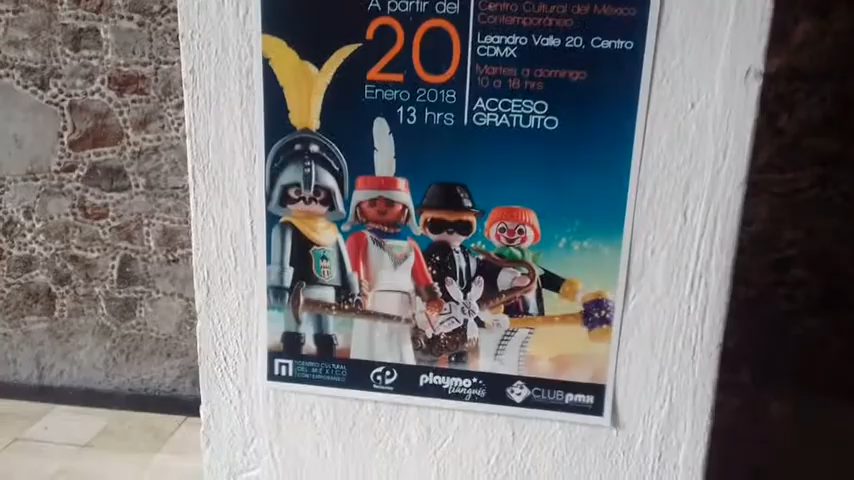 A partir del
20
Enero 2018
13 hrs
Centro Cultural del México
Contemporáneo
Leandro Valle 20, Centro
CDMX
Martes a domingo
10 a 18 hrs
ACCESO
GRATUITO
CENTRO CULTURAL
DEL MÉXICO
CONTEMPORÁNEO
CP
PLAYMO
tianguis
CLUB PMX